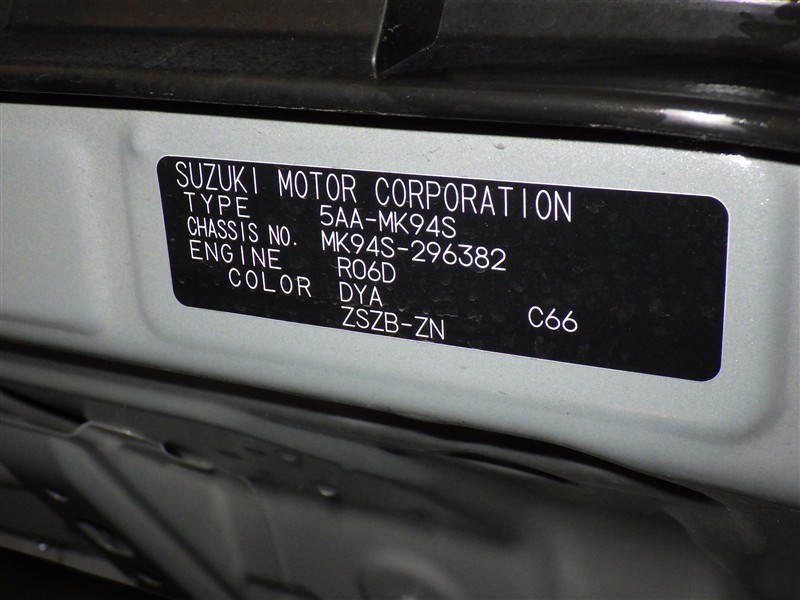 SUZUKI MOTOR CORPORATION
TYPE 5AA-MK94S
CHASSIS NO. MK94S-296382
ENGINE R06D
COLOR DYA
ZSZB-ZN C66